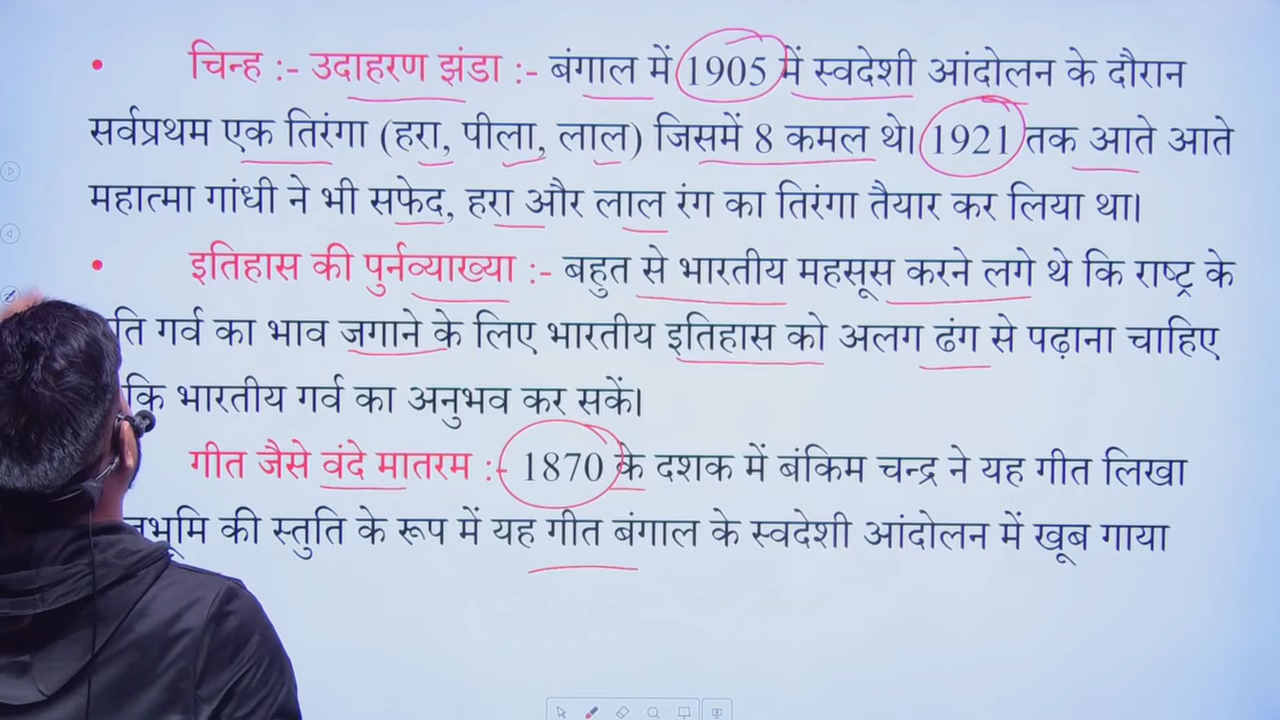 • चिन्ह :- उदाहरण झंडा :- बंगाल में 1905 में स्वदेशी आंदोलन के दौरान
सर्वप्रथम एक तिरंगा (हरा, पीला, लाल) जिसमें 8 कमल थे। 1921 तक आते आते
महात्मा गांधी ने भी सफेद, हरा और लाल रंग का तिरंगा तैयार कर लिया था।
• इतिहास की पुर्नव्याख्या :- बहुत से भारतीय महसूस करने लगे थे कि राष्ट्र के
ति गर्व का भाव जगाने के लिए भारतीय इतिहास को अलग ढंग से पढ़ाना चाहिए
कि भारतीय गर्व का अनुभव कर सकें।
गीत जैसे वंदे मातरम :- 1870 के दशक में बंकिम चन्द्र ने यह गीत लिखा
की स्तुति के रूप में यह गीत बंगाल के स्वदेशी आंदोलन में खूब गाया